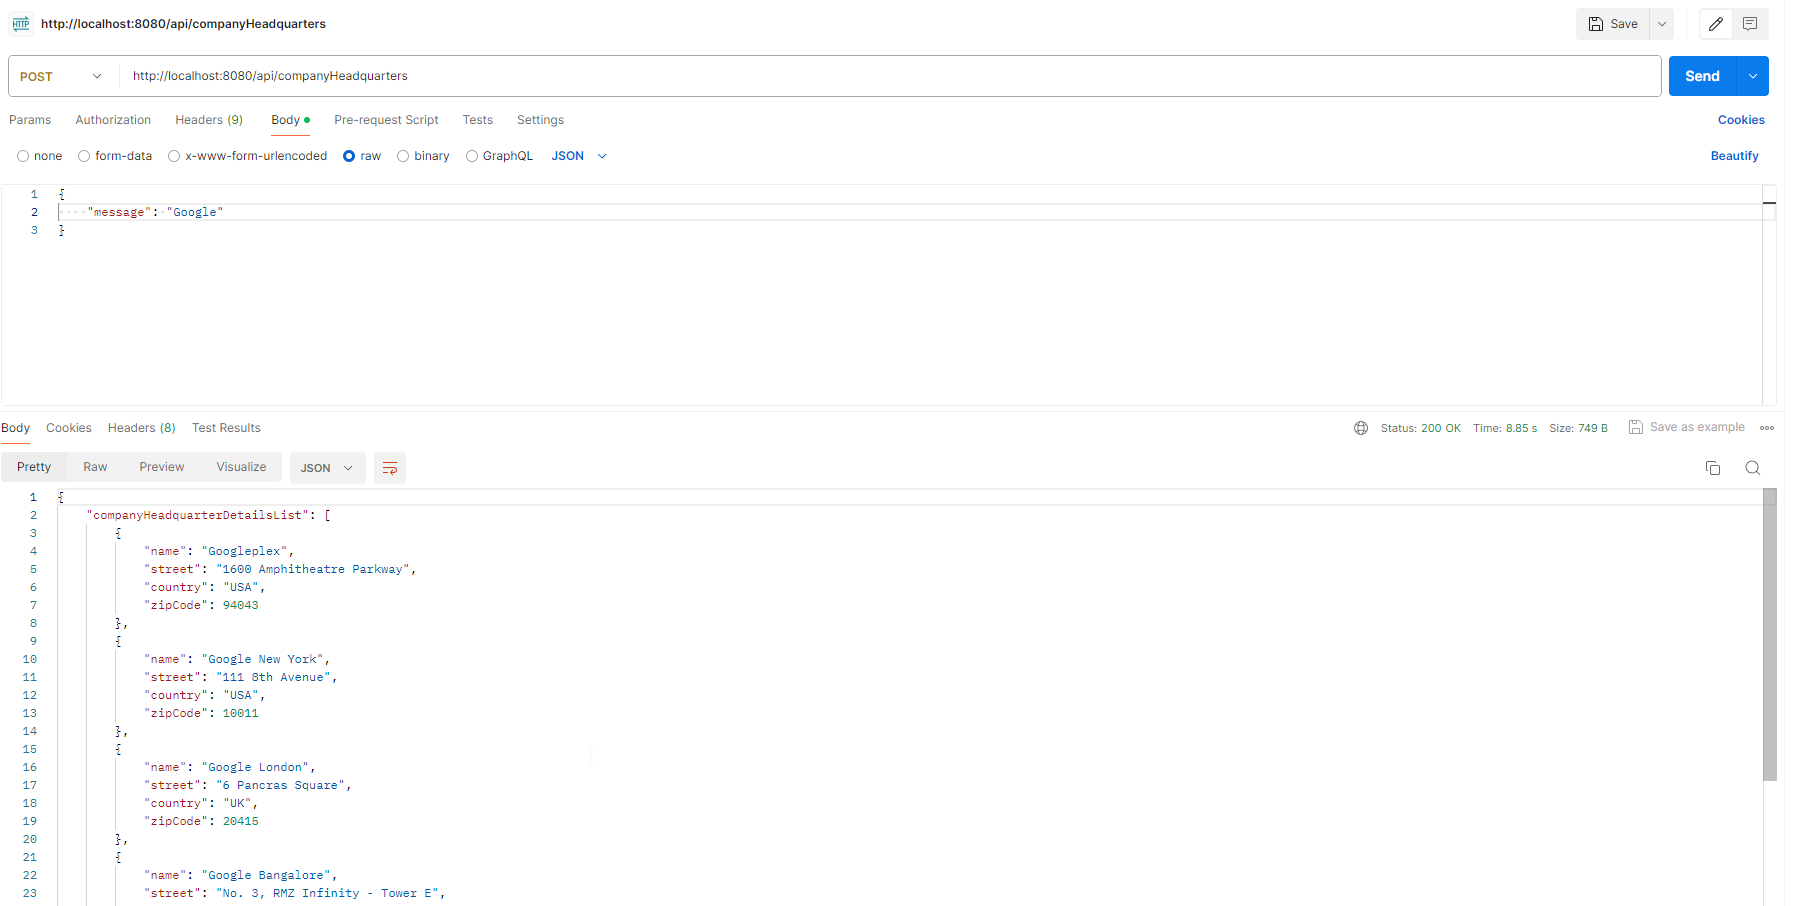 HTTP http://localhost:8080/api/companyHeadquarters Save
POST http://localhost:8080/api/companyHeadquarters Send
Params Authorization Headers (9) Body Pre-request Script Tests Settings Cookies
none form-data x-www-form-urlencoded raw binary GraphQL JSON Beautify
1 {
2 "message": "Google"
3 }
Body Cookies Headers (8) Test Results Status: 200 OK Time: 8.85 s Size: 749 B Save as example
Pretty Raw Preview Visualize JSON
1 {
2 "companyHeadquarterDetailsList": [
3 {
4 "name": "Googleplex",
5 "street": "1600 Amphitheatre Parkway",
6 "country": "USA",
7 "zipCode": 94043
8 },
9 {
10 "name": "Google New York",
11 "street": "111 8th Avenue",
12 "country": "USA",
13 "zipCode": 10011
14 },
15 {
16 "name": "Google London",
17 "street": "6 Pancras Square",
18 "country": "UK",
19 "zipCode": 20415
20 },
21 {
22 "name": "Google Bangalore",
23 "street": "No. 3, RMZ Infinity - Tower E",